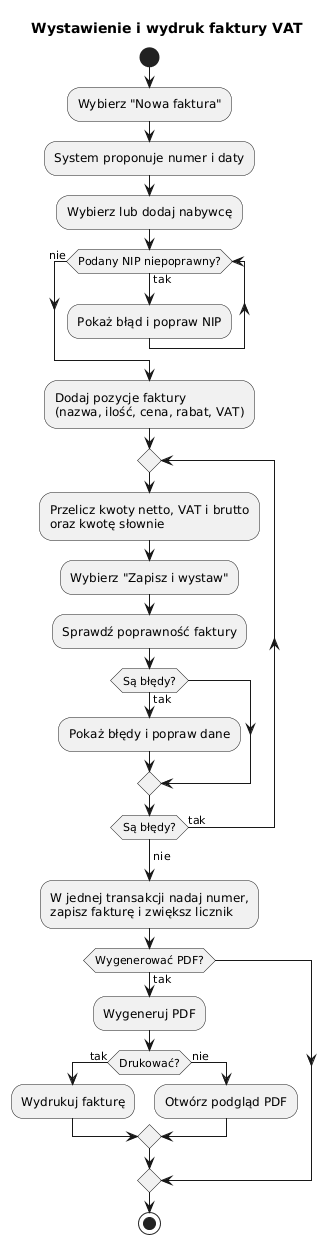 Wystawienie i wydruk faktury VAT
Wybierz "Nowa faktura"
System proponuje numer i daty
Wybierz lub dodaj nabywcę
nie
Podany NIP niepoprawny?
tak
Pokaż błąd i popraw NIP
Dodaj pozycje faktury
(nazwa, ilość, cena, rabat, VAT)
Przelicz kwoty netto, VAT i brutto
oraz kwotę słownie
Wybierz "Zapisz i wystaw"
Sprawdź poprawność faktury
Są błędy?
tak
Pokaż błędy i popraw dane
Są błędy?
tak
nie
W jednej transakcji nadaj numer,
zapisz fakturę i zwiększ licznik
Wygenerować PDF?
tak
Wygeneruj PDF
tak
Drukować?
nie
Wydrukuj fakturę
Otwórz podgląd PDF